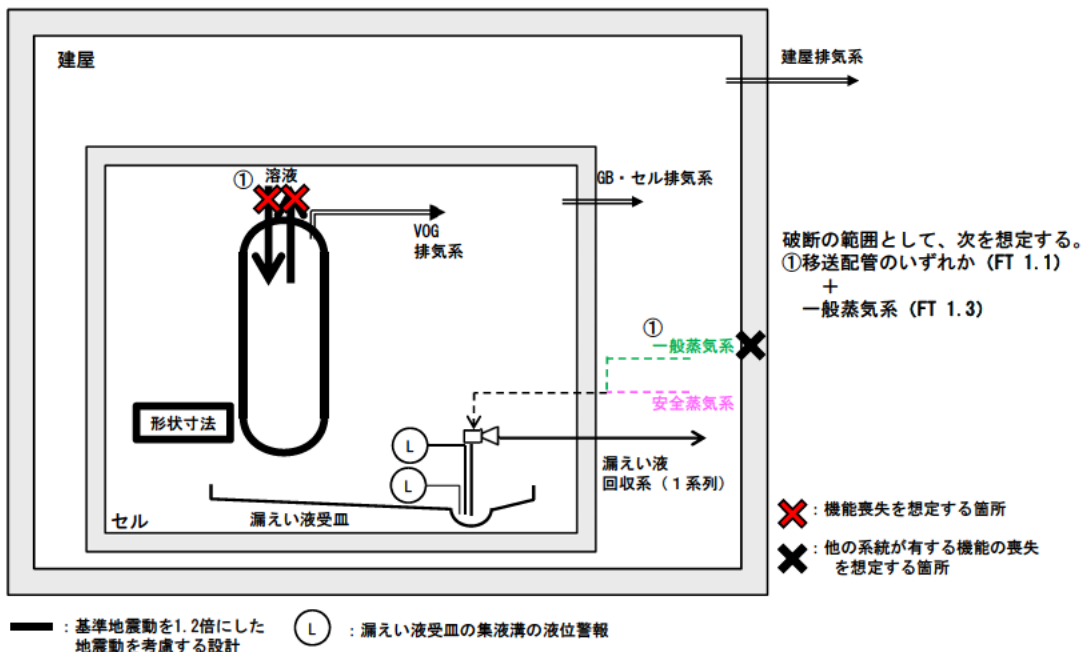 建屋
建屋排気系
① 溶液
GB・セル排気系
VOG
排気系
破断の範囲として、次を想定する。
①移送配管のいずれか（FT 1.1）
＋
一般蒸気系（FT 1.3）
①
一般蒸気系
安全蒸気系
形状寸法
L
L
漏えい液
回収系（１系列）
漏えい液受皿
セル
：機能喪失を想定する箇所
：他の系統が有する機能の喪失
を想定する箇所
：基準地震動を1.2倍にした
地震動を考慮する設計
L ：漏えい液受皿の集液溝の液位警報